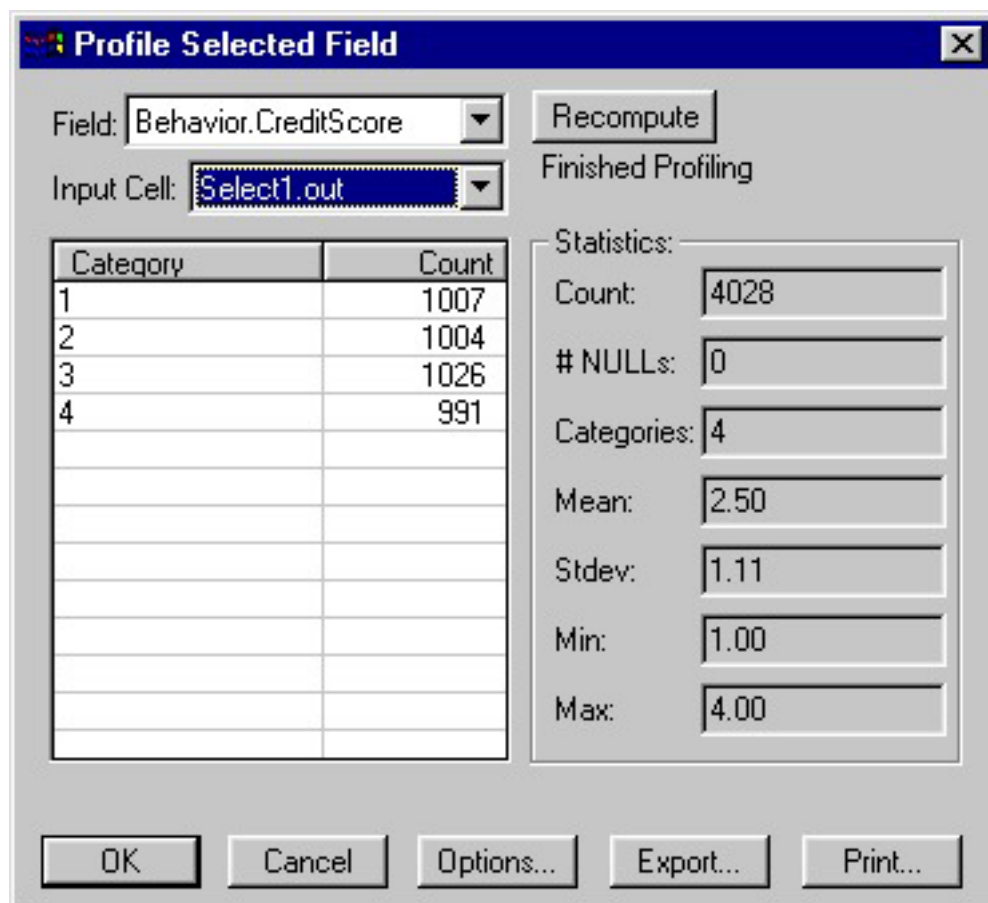 Profile Selected Field
Field: Behavior.CreditScore
Recompute
Input Cell: Select1.out
Finished Profiling
Category Count
1 1007
2 1004
3 1026
4 991
Statistics:
Count: 4028
# NULLs: 0
Categories: 4
Mean: 2.50
Stdev: 1.11
Min: 1.00
Max: 4.00
OK Cancel Options... Export... Print...